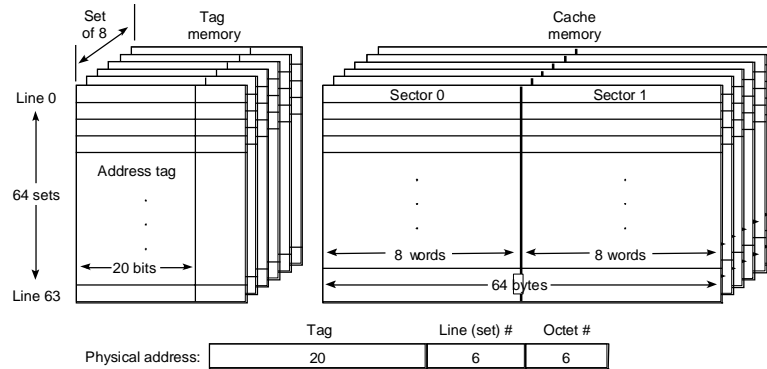 Set
of 8
Tag
memory
Cache
memory
Line 0
Sector 0
Sector 1
Address tag
64 sets
20 bits
8 words
8 words
Line 63
64 bytes
Tag
Line (set) #
Octet #
Physical address:
20
6
6